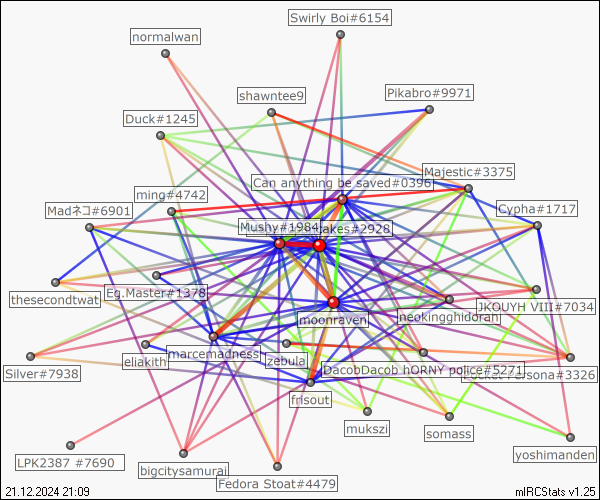 Swirly Boi#6154
normalwan
Pikabro#9971
shawntee9
Duck#1245
Majestic#3375
Can anything be saved#0396
ming#4742
Madネコ#6901
Cypha#1717
Mushy#1984
akes#2928
Eg.Master#1378
thesecondtwat
JKOUYH VIII#7034
neokingghidorah
moonraven
marcemadness
zebula
eliakith
DacobDacob hORNY police#5271
Persona#3326
Silver#7938
frisout
mukszi
somass
yoshimanden
LPK2387 #7690
bigcitysamurai
Fedora Stoat#4479
21.12.2024 21:09
mIRCStats v1.25